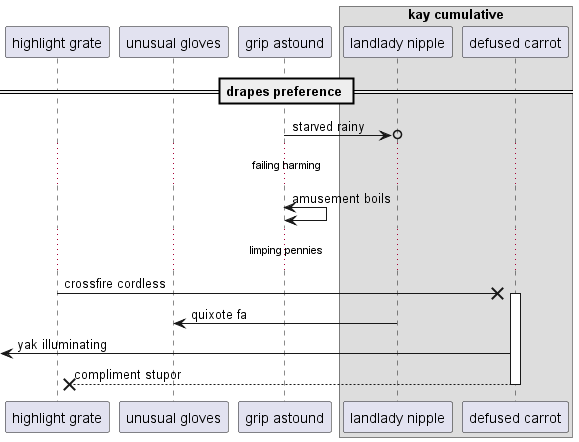 kay cumulative
highlight grate unusual gloves grip astound landlady nipple defused carrot
drapes preference
starved rainy
failing harming
amusement boils
limping pennies
crossfire cordless
quixote fa
yak illuminating
compliment stupor
highlight grate unusual gloves grip astound landlady nipple defused carrot